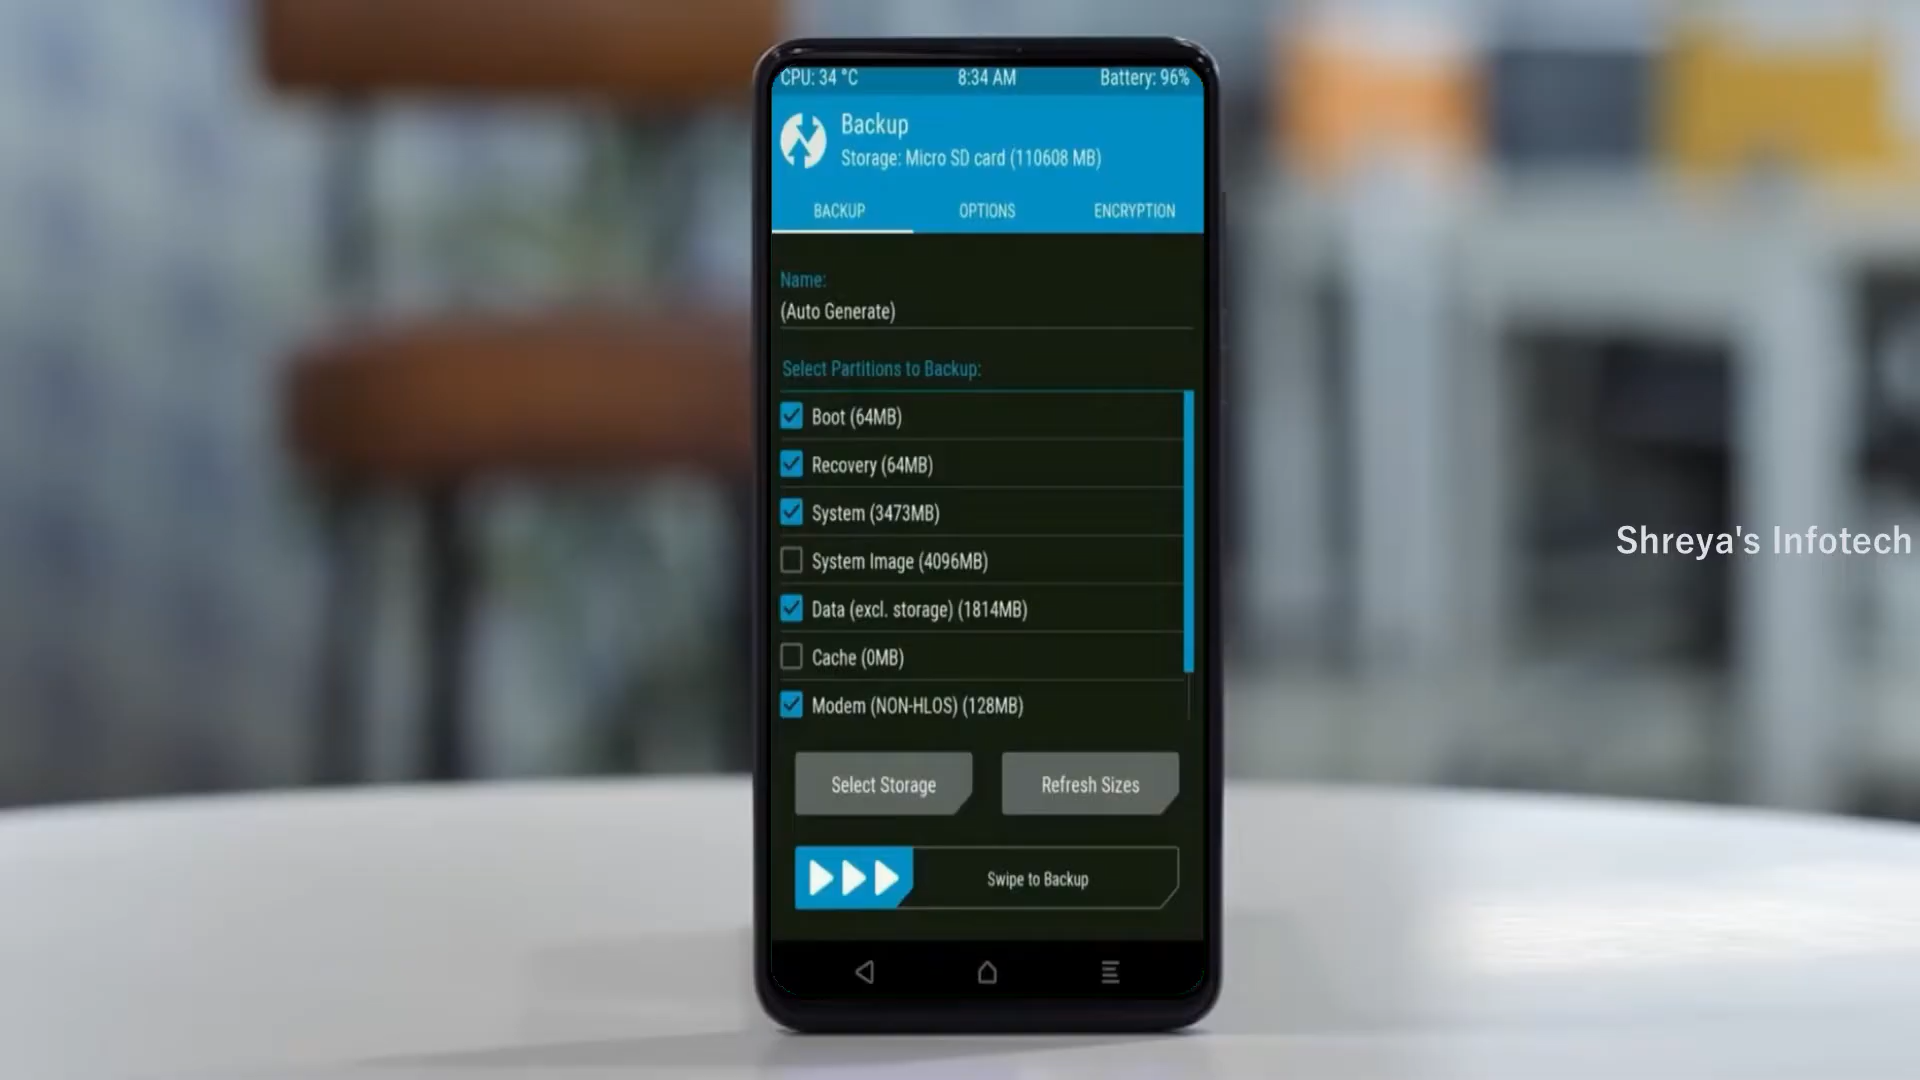 CPU: 34 °C 8:34 AM Battery: 96%
Backup
Storage: Micro SD card (110608 MB)
BACKUP OPTIONS ENCRYPTION
Name:
(Auto Generate)
Select Partitions to Backup:
Boot (64MB)
Recovery (64MB)
System (3473MB)
System Image (4096MB)
Data (excl. storage) (1814MB)
Cache (0MB)
Modem (NON-HLOS) (128MB)
Select Storage Refresh Sizes
Swipe to Backup
Shreya's Infotech